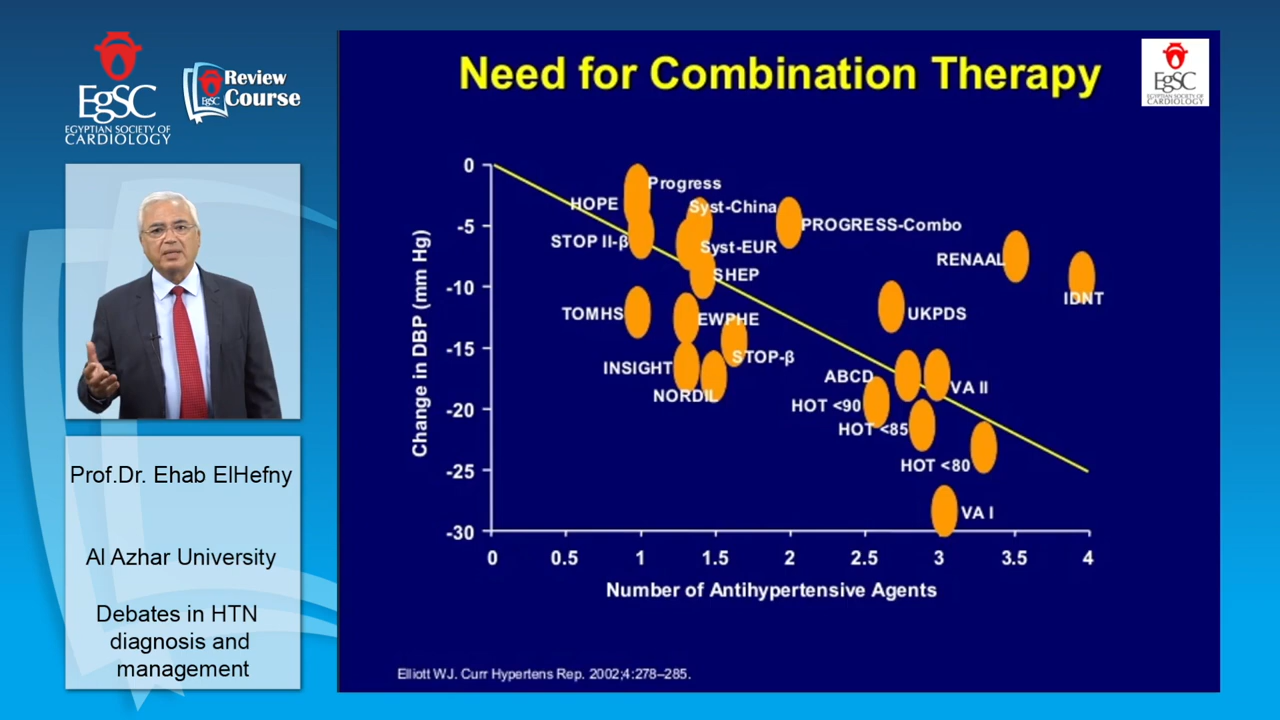 EgSC
EGYPTIAN SOCIETY OF
CARDIOLOGY
EgSC
Review
Course
Prof.Dr. Ehab ElHefny
Al Azhar University
Debates in HTN
diagnosis and
management
Need for Combination Therapy
EgSC
EGYPTIAN SOCIETY OF
CARDIOLOGY
Change in DBP (mm Hg)
0
-5
-10
-15
-20
-25
-30
Progress
HOPE
Syst-China
PROGRESS-Combo
STOP II-β
Syst-EUR
RENAAL
SHEP
IDNT
TOMHS
EWPHE
UKPDS
STOP-β
INSIGHT
ABCD
VA II
NORDIL
HOT <90
HOT <85
HOT <80
VA I
0 0.5 1 1.5 2 2.5 3 3.5 4
Number of Antihypertensive Agents
Elliott WJ. Curr Hypertens Rep. 2002;4:278–285.